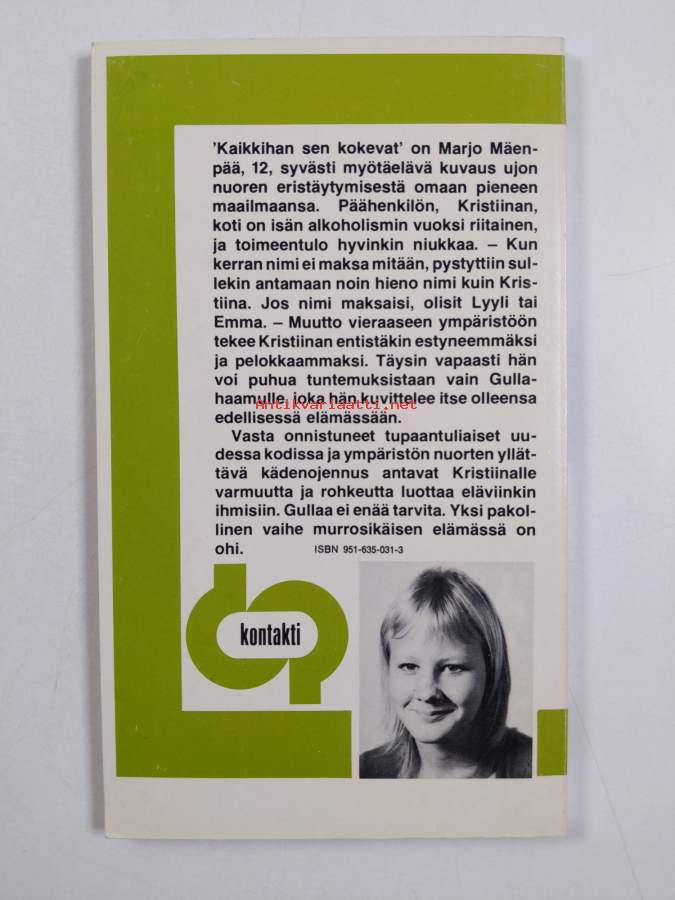 'Kaikkihan sen kokevat' on Marjo Mäen-
pää, 12, syvästi myötäelävä kuvaus ujon
nuoren eristäytymisestä omaan pieneen
maailmaansa. Päähenkilön, Kristiinan,
koti on isän alkoholismin vuoksi riitainen,
ja toimeentulo hyvinkin niukkaa. – Kun
kerran nimi ei maksa mitään, pystyttiin sul-
lekin antamaan noin hieno nimi kuin Kris-
tiina. Jos nimi maksaisi, olisit Lyyli tai
Emma. – Muutto vieraaseen ympäristöön
tekee Kristiinan entistäkin estyneemmäksi
ja pelokkaammaksi. Täysin vapaasti hän
voi puhua tuntemuksistaan vain Gulla-
haamulle, joka hän kuvittelee itse olleensa
Antikvariaatti.net
edellisessä elämässään.
Vasta onnistuneet tupaantuliaiset uu-
dessa kodissa ja ympäristön nuorten yllät-
tävä kädenojennus antavat Kristiinalle
varmuutta ja rohkeutta luottaa eläviinkin
ihmisiin. Gullaa ei enää tarvita. Yksi pakol-
linen vaihe murrosikäisen elämässä on
ohi. ISBN 951-635-031-3
kontakti